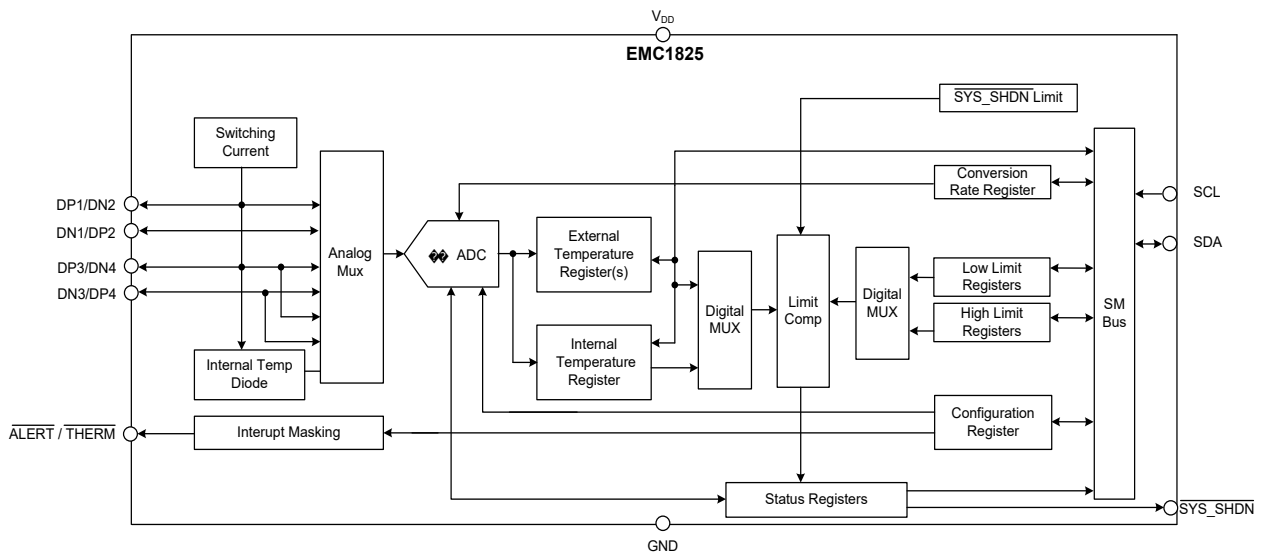 VDD
EMC1825
SYS_SHDN Limit
Switching
Current
Conversion
Rate Register
DP1/DN2
DN1/DP2
DP3/DN4
DN3/DP4
Analog
Mux
�� ADC
External
Temperature
Register(s)
Internal
Temperature
Register
Digital
MUX
Limit
Comp
Digital
MUX
Low Limit
Registers
High Limit
Registers
SM
Bus
SCL
SDA
Internal Temp
Diode
ALERT / THERM
Interupt Masking
Configuration
Register
Status Registers
SYS_SHDN
GND